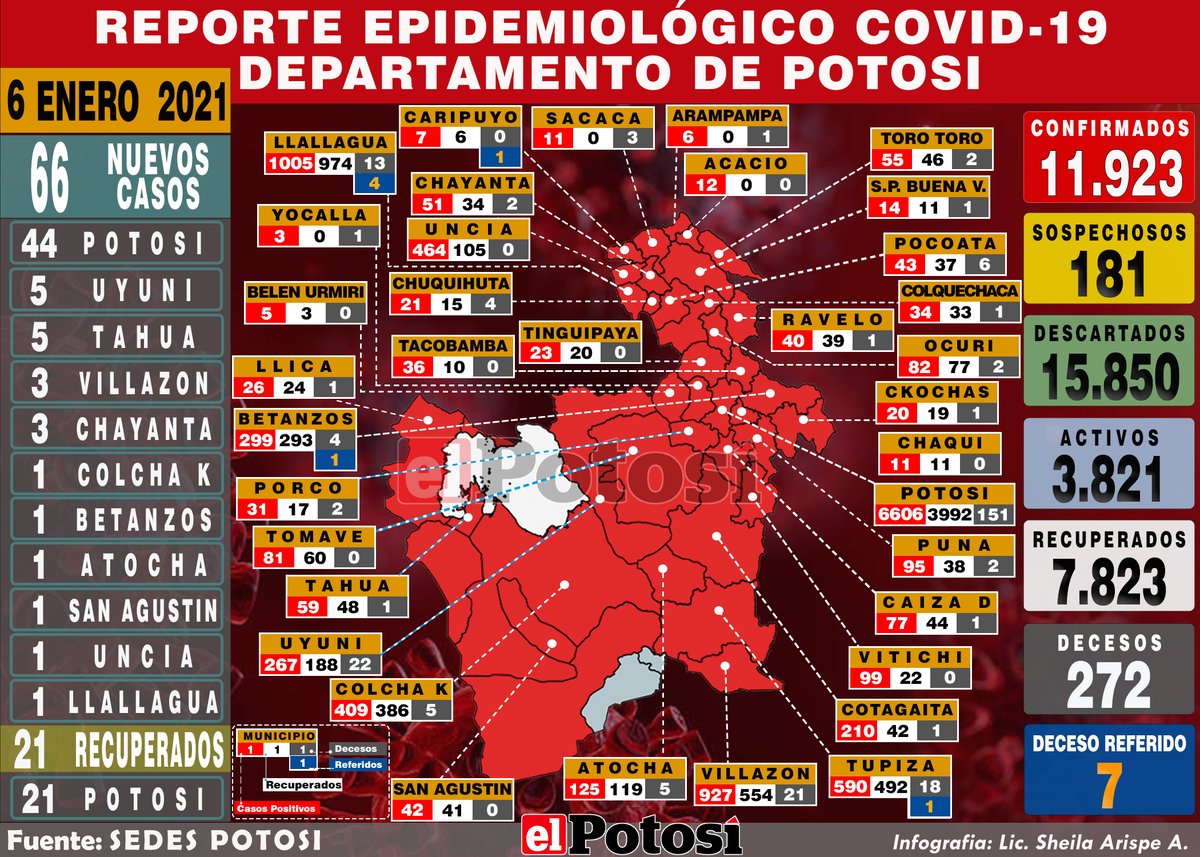 REPORTE EPIDEMIOLÓGICO COVID-19
DEPARTAMENTO DE POTOSI
6 ENERO 2021
66 NUEVOS CASOS
44 POTOSI
5 UYUNI
5 TAHUA
3 VILLAZON
3 CHAYANTA
1 COLCHA K
1 BETANZOS
1 ATOCHA
1 SAN AGUSTIN
1 UNCIA
1 LLALLAGUA
21 RECUPERADOS
21 POTOSI
CARIPUYO
7 6 0
1
SACACA
11 0 3
ARAMPAMPA
6 0 1
LLALLAGUA
1005 974 13
4
ACACIO
12 0 0
TORO TORO
55 46 2
CHAYANTA
51 34 2
S.P. BUENA V.
14 11 1
YOCALLA
3 0 1
UNCIA
464 105 0
POCOATA
43 37 6
CHUQUIHUTA
21 15 4
BELEN URMIRI
5 3 0
COLQUECHACA
34 33 1
TINGUIPAYA
23 20 0
RAVELO
40 39 1
TACOBAMBA
36 10 0
OCURI
82 77 2
LLICA
26 24 1
CKOCHAS
20 19 1
BETANZOS
299 293 4
1
CHAQUI
11 11 0
PORCO
31 17 2
POTOSI
6606 3992 151
TOMAVE
81 60 0
PUNA
95 38 2
TAHUA
59 48 1
CAIZA D
77 44 1
UYUNI
267 188 22
VITICHI
99 22 0
COLCHA K
409 386 5
COTAGAITA
210 42 1
SAN AGUSTIN
42 41 0
ATOCHA
125 119 5
VILLAZON
927 554 21
TUPIZA
590 492 18
1
MUNICIPIO
1 1 1
1
Decesos
Referidos
Recuperados
Casos Positivos
el Potosí
CONFIRMADOS
11.923
SOSPECHOSOS
181
DESCARTADOS
15.850
ACTIVOS
3.821
RECUPERADOS
7.823
DECESOS
272
DECESO REFERIDO
7
Fuente: SEDES POTOSI
el Potosí
Infografia: Lic. Sheila Arispe A.